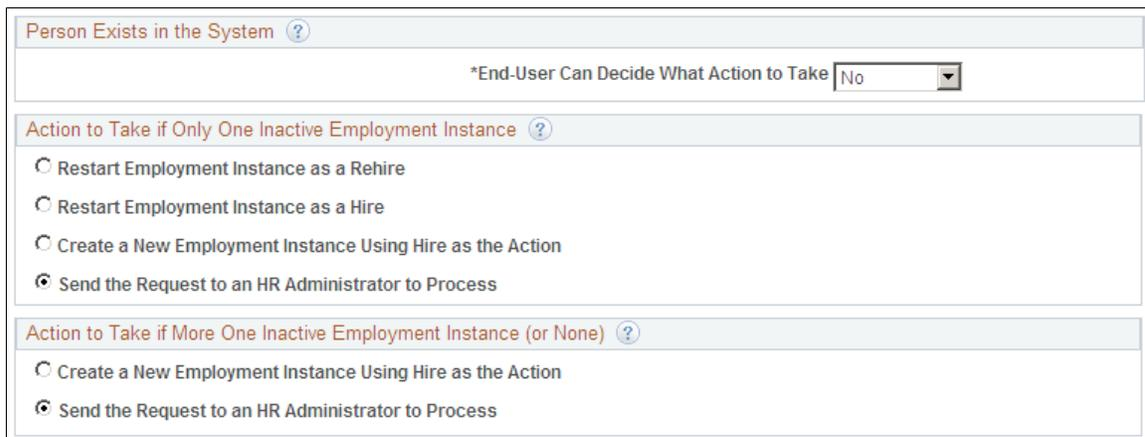 Person Exists in the System ?
*End-User Can Decide What Action to Take No
Action to Take if Only One Inactive Employment Instance ?
Restart Employment Instance as a Rehire
Restart Employment Instance as a Hire
Create a New Employment Instance Using Hire as the Action
Send the Request to an HR Administrator to Process
Action to Take if More One Inactive Employment Instance (or None) ?
Create a New Employment Instance Using Hire as the Action
Send the Request to an HR Administrator to Process